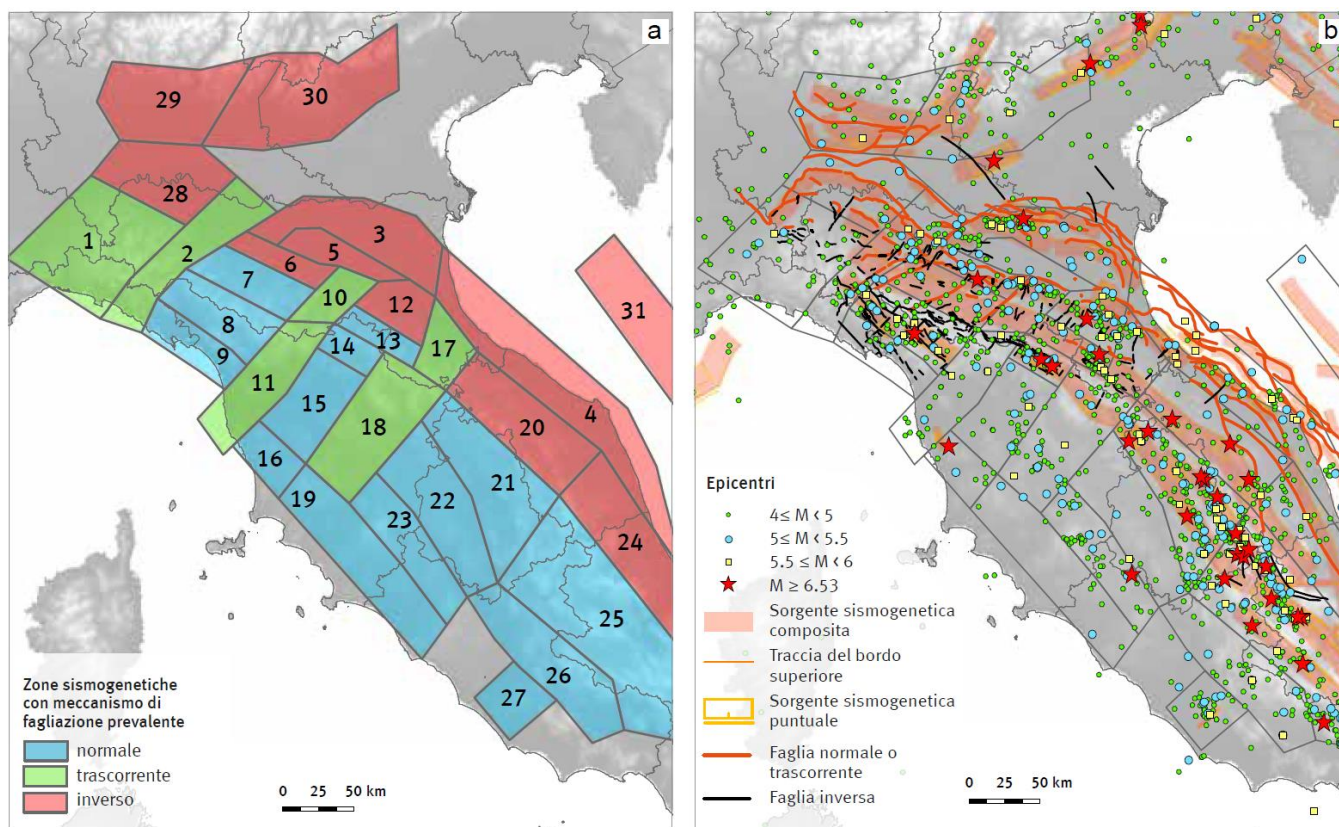 a
29
30
28
1
2
3
5
6
7
10
12
8
13
14
17
9
11
15
31
18
20
4
16
19
22
21
23
24
25
26
27
Zone sismogenetiche
con meccanismo di
fagliazione prevalente
normale
trascorrente
inverso
0 25 50 km
b
Epicentri
4≤ M < 5
5≤ M < 5.5
5.5 ≤ M < 6
M ≥ 6.53
Sorgente sismogenetica
composita
Traccia del bordo
superiore
Sorgente sismogenetica
puntuale
Faglia normale o
trascorrente
Faglia inversa
0 25 50 km